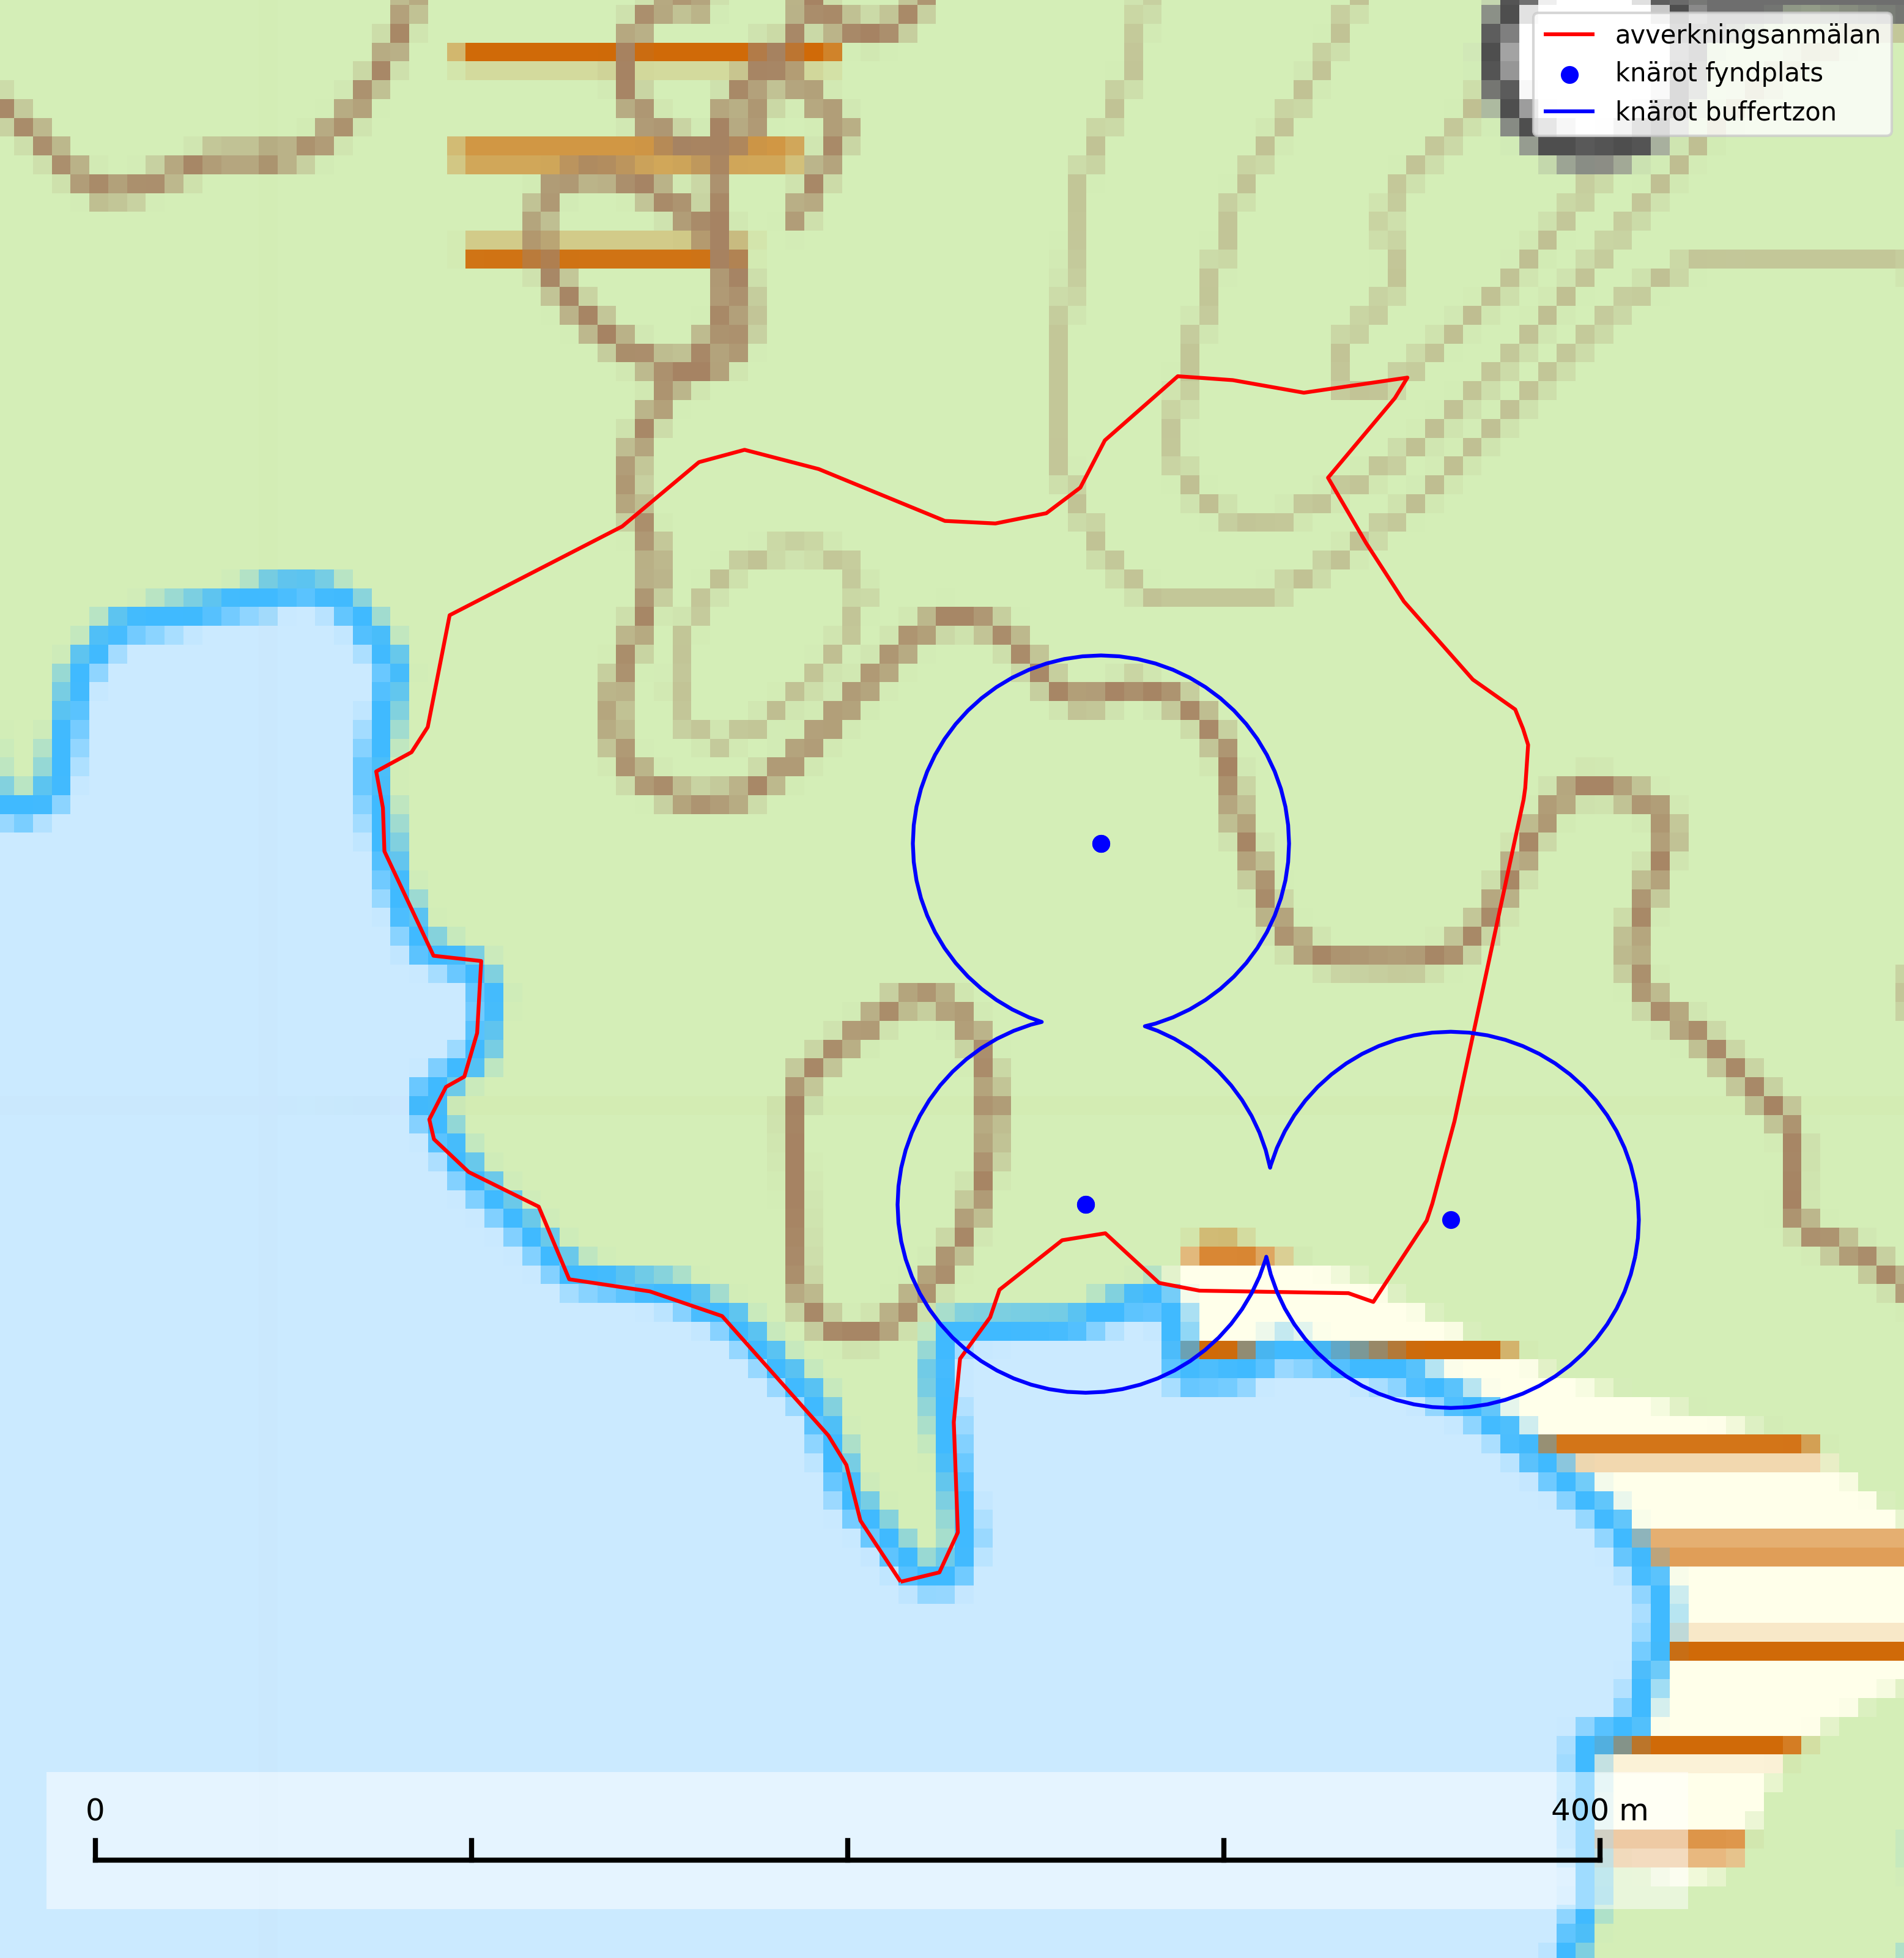 avverkningsanmälan
knärot fyndplats
knärot buffertzon
0 400 m